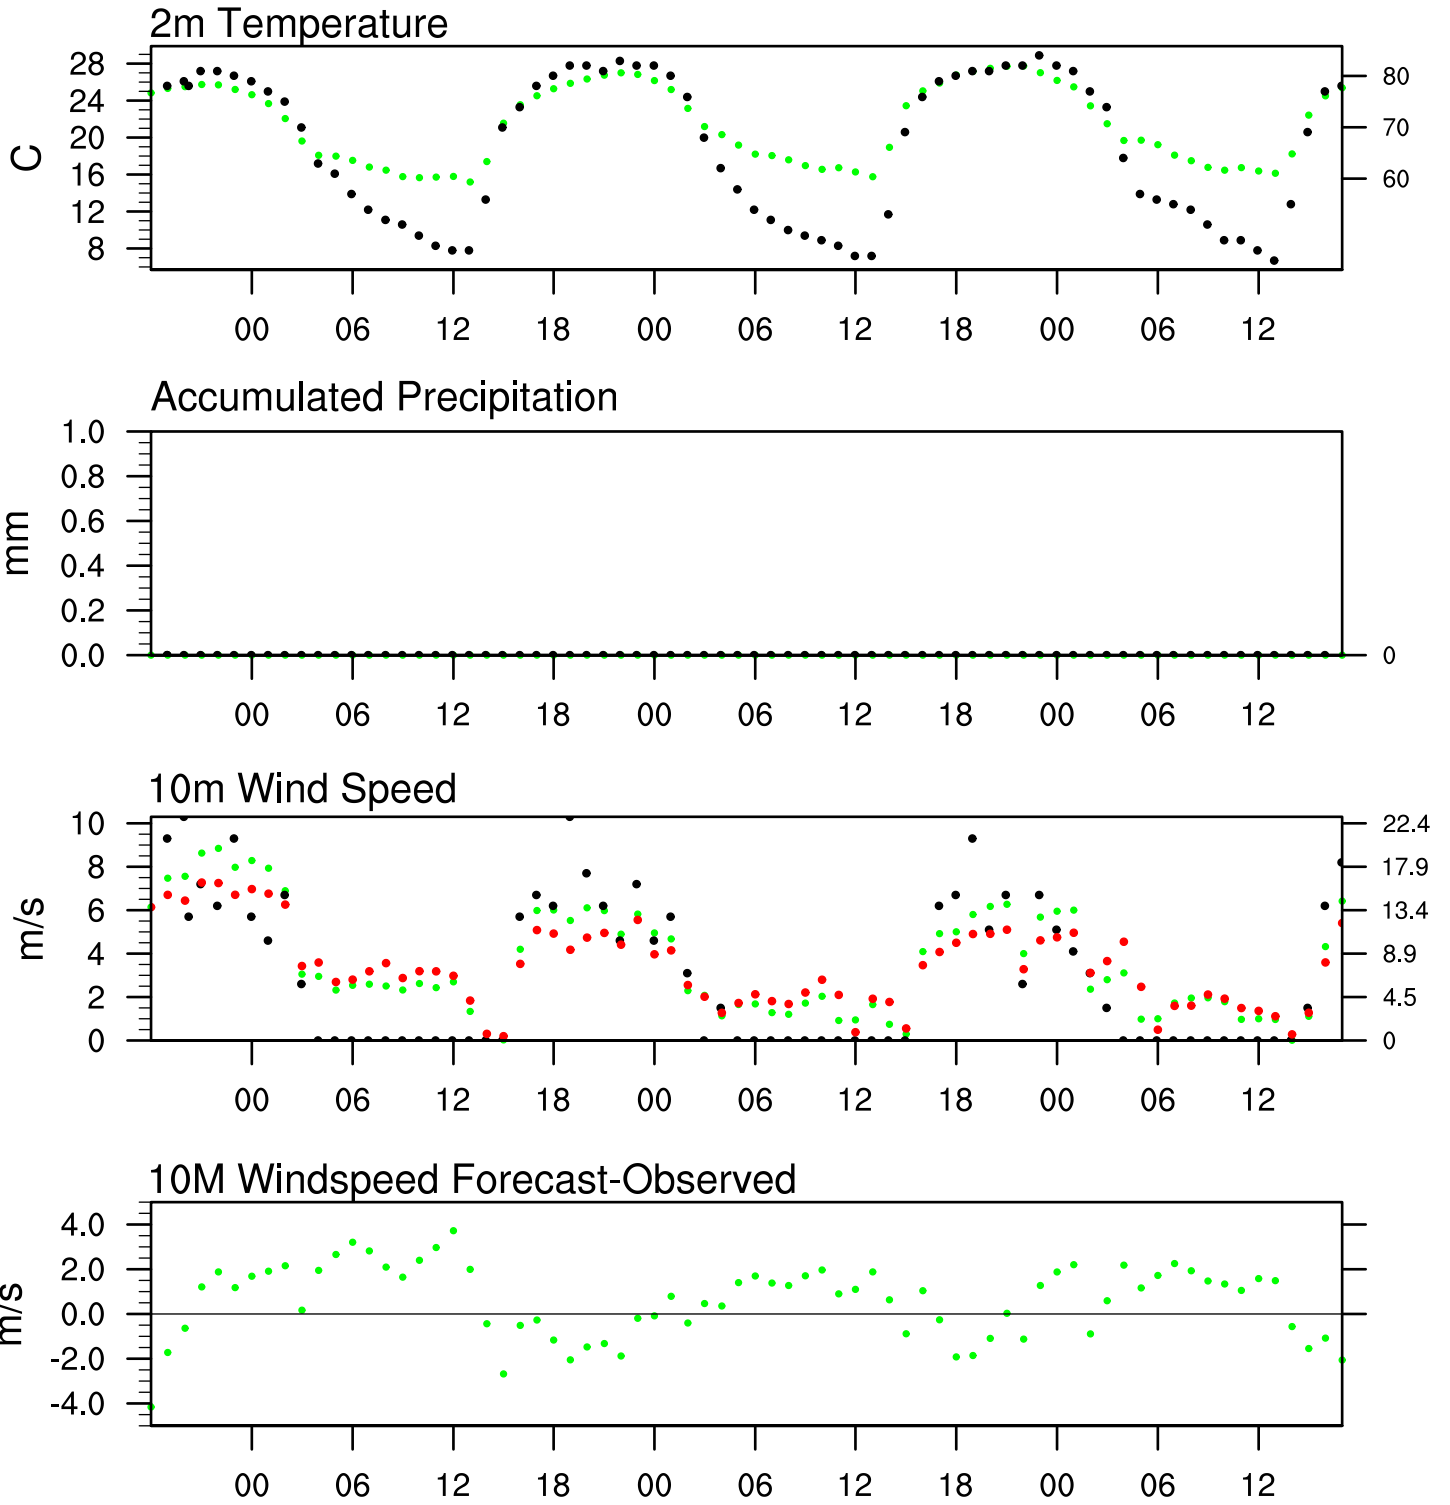 2m Temperature
28
24
20
16
12
8
C
80
70
60
00 06 12 18 00 06 12 18 00 06 12
Accumulated Precipitation
1.0
0.8
0.6
0.4
0.2
0.0
mm
0
00 06 12 18 00 06 12 18 00 06 12
10m Wind Speed
10
8
6
4
2
0
m/s
22.4
17.9
13.4
8.9
4.5
0
00 06 12 18 00 06 12 18 00 06 12
10M Windspeed Forecast-Observed
4.0
2.0
0.0
-2.0
-4.0
m/s
00 06 12 18 00 06 12 18 00 06 12